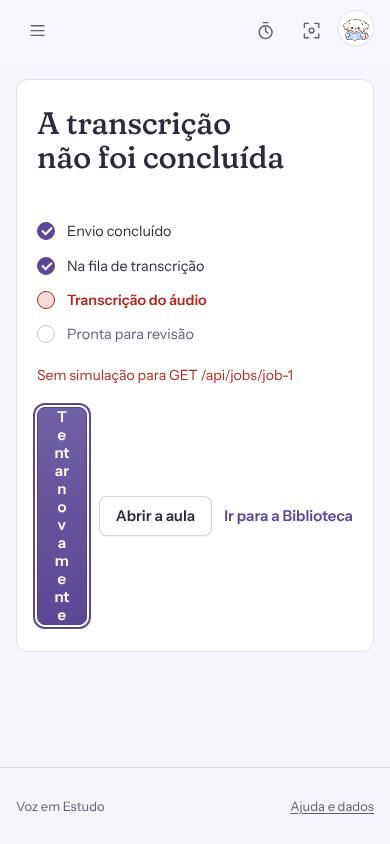 A transcrição
não foi concluída
Envio concluído
Na fila de transcrição
Transcrição do áudio
Pronta para revisão
Sem simulação para GET /api/jobs/job-1
T
e
nt
ar
n
o
v
a
m
e
nt
e
Abrir a aula
Ir para a Biblioteca
Voz em Estudo
Ajuda e dados